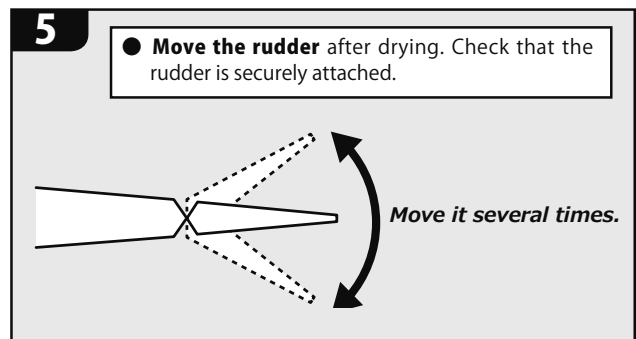 5
● Move the rudder after drying. Check that the
rudder is securely attached.
Move it several times.